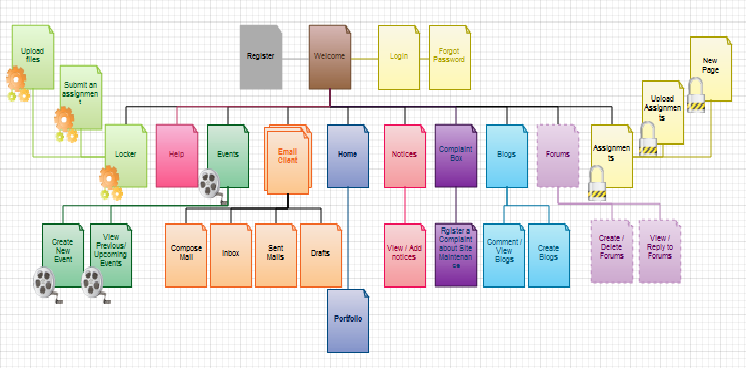 Upload
files
Submit an
assignmen
t
Register
Welcome
Login
Forgot
Password
New
Page
Upload
Assignmen
ts
Locker
Help
Events
Email
Client
Home
Notices
Complaint
Box
Blogs
Forums
Assignmen
ts
Create
New
Event
View
Previous/
Upcoming
Events
Compose
Mail
Inbox
Sent
Mails
Drafts
View / Add
notices
Rgister a
Complaint
about Site
Maintenan
ce
Comment /
View
Blogs
Create
Blogs
Create /
Delete
Forums
View /
Reply to
Forums
Portfolio